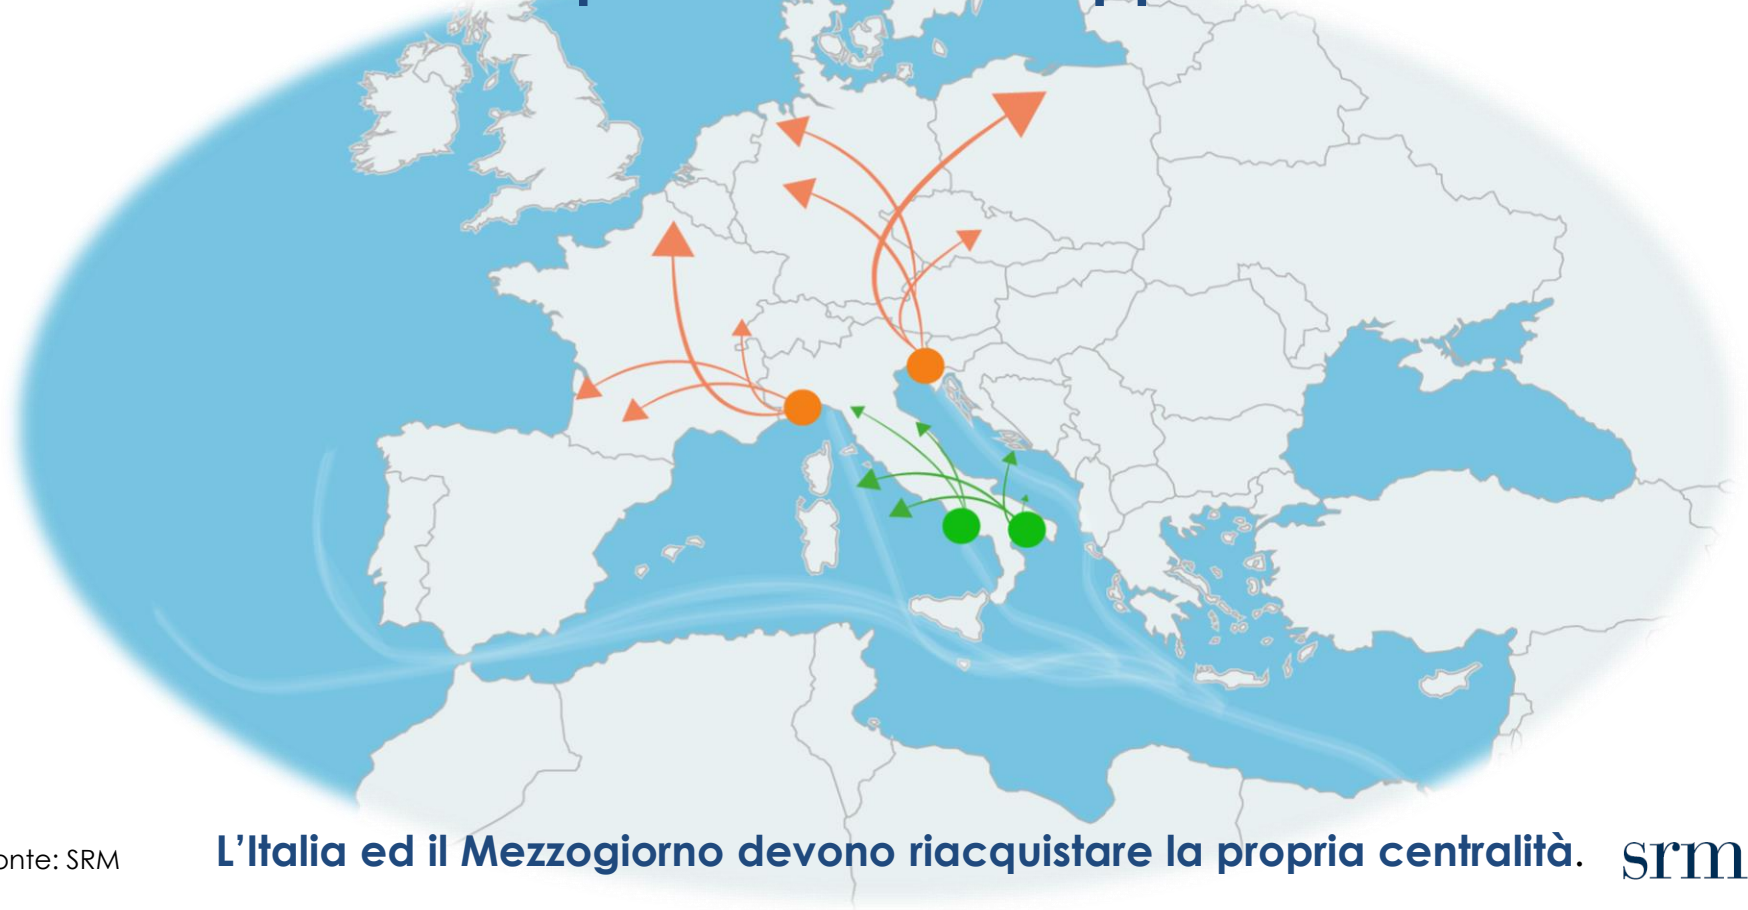 onte: SRM
L'Italia ed il Mezzogiorno devono riacquistare la propria centralità.
srm